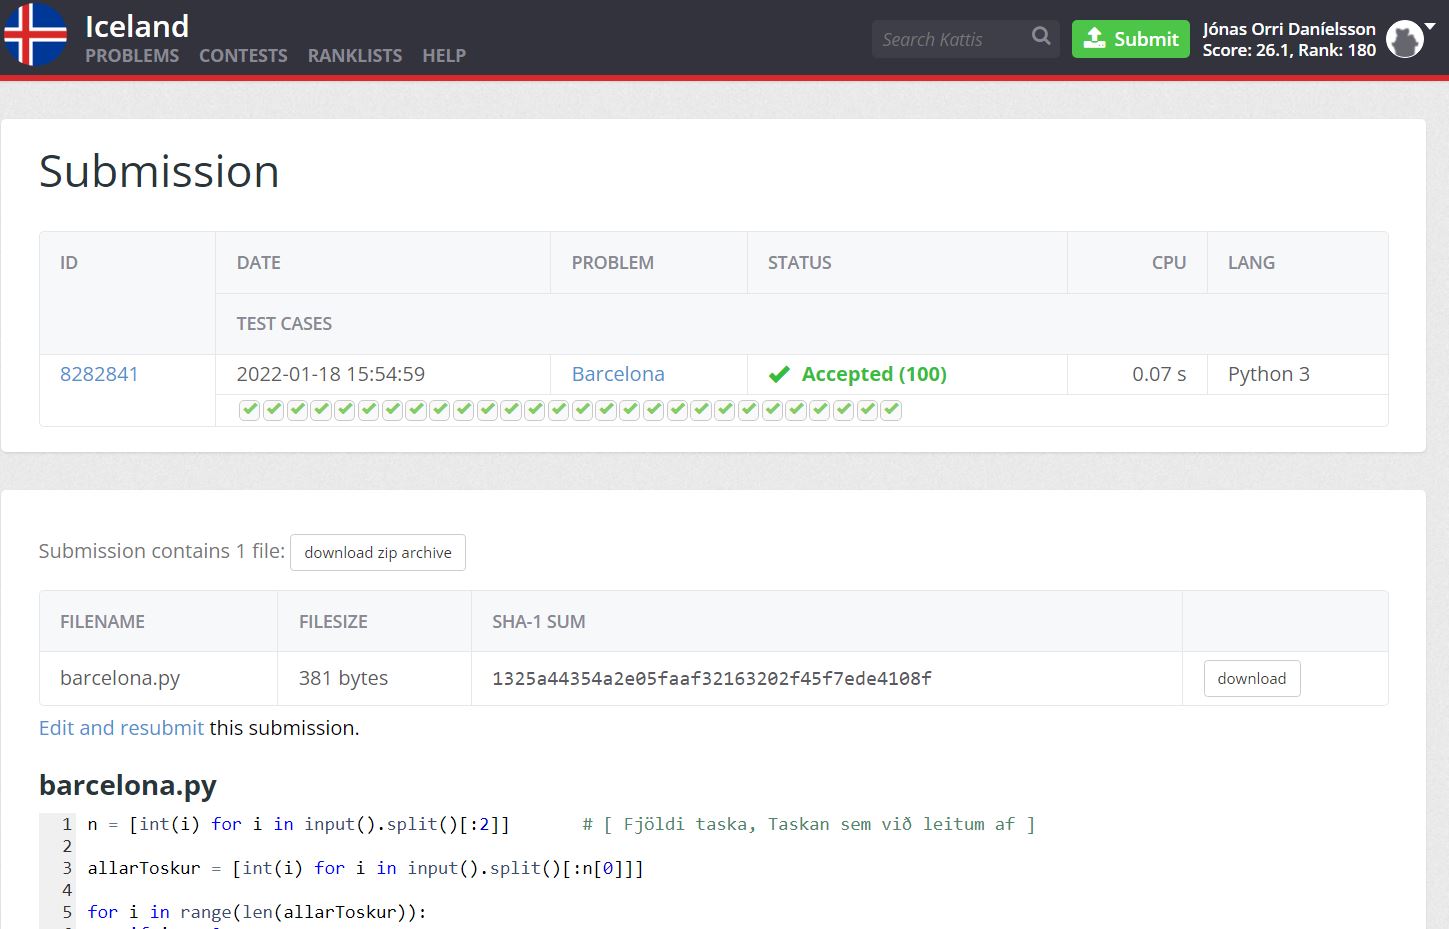 Iceland
PROBLEMS CONTESTS RANKLISTS HELP
Search Kattis
Submit
Jónas Orri Daníelsson
Score: 26.1, Rank: 180
Submission
ID DATE PROBLEM STATUS CPU LANG
TEST CASES
8282841 2022-01-18 15:54:59 Barcelona Accepted (100) 0.07 s Python 3
Submission contains 1 file: download zip archive
FILENAME FILESIZE SHA-1 SUM
barcelona.py 381 bytes 1325a44354a2e05faaf32163202f45f7ede4108f download
Edit and resubmit this submission.
barcelona.py
1 n = [int(i) for i in input().split()[:2]] # [ Fjöldi taska, Taskan sem við leitum af ]
2
3 allarToskur = [int(i) for i in input().split()[:n[0]]]
4
5 for i in range(len(allarToskur)):